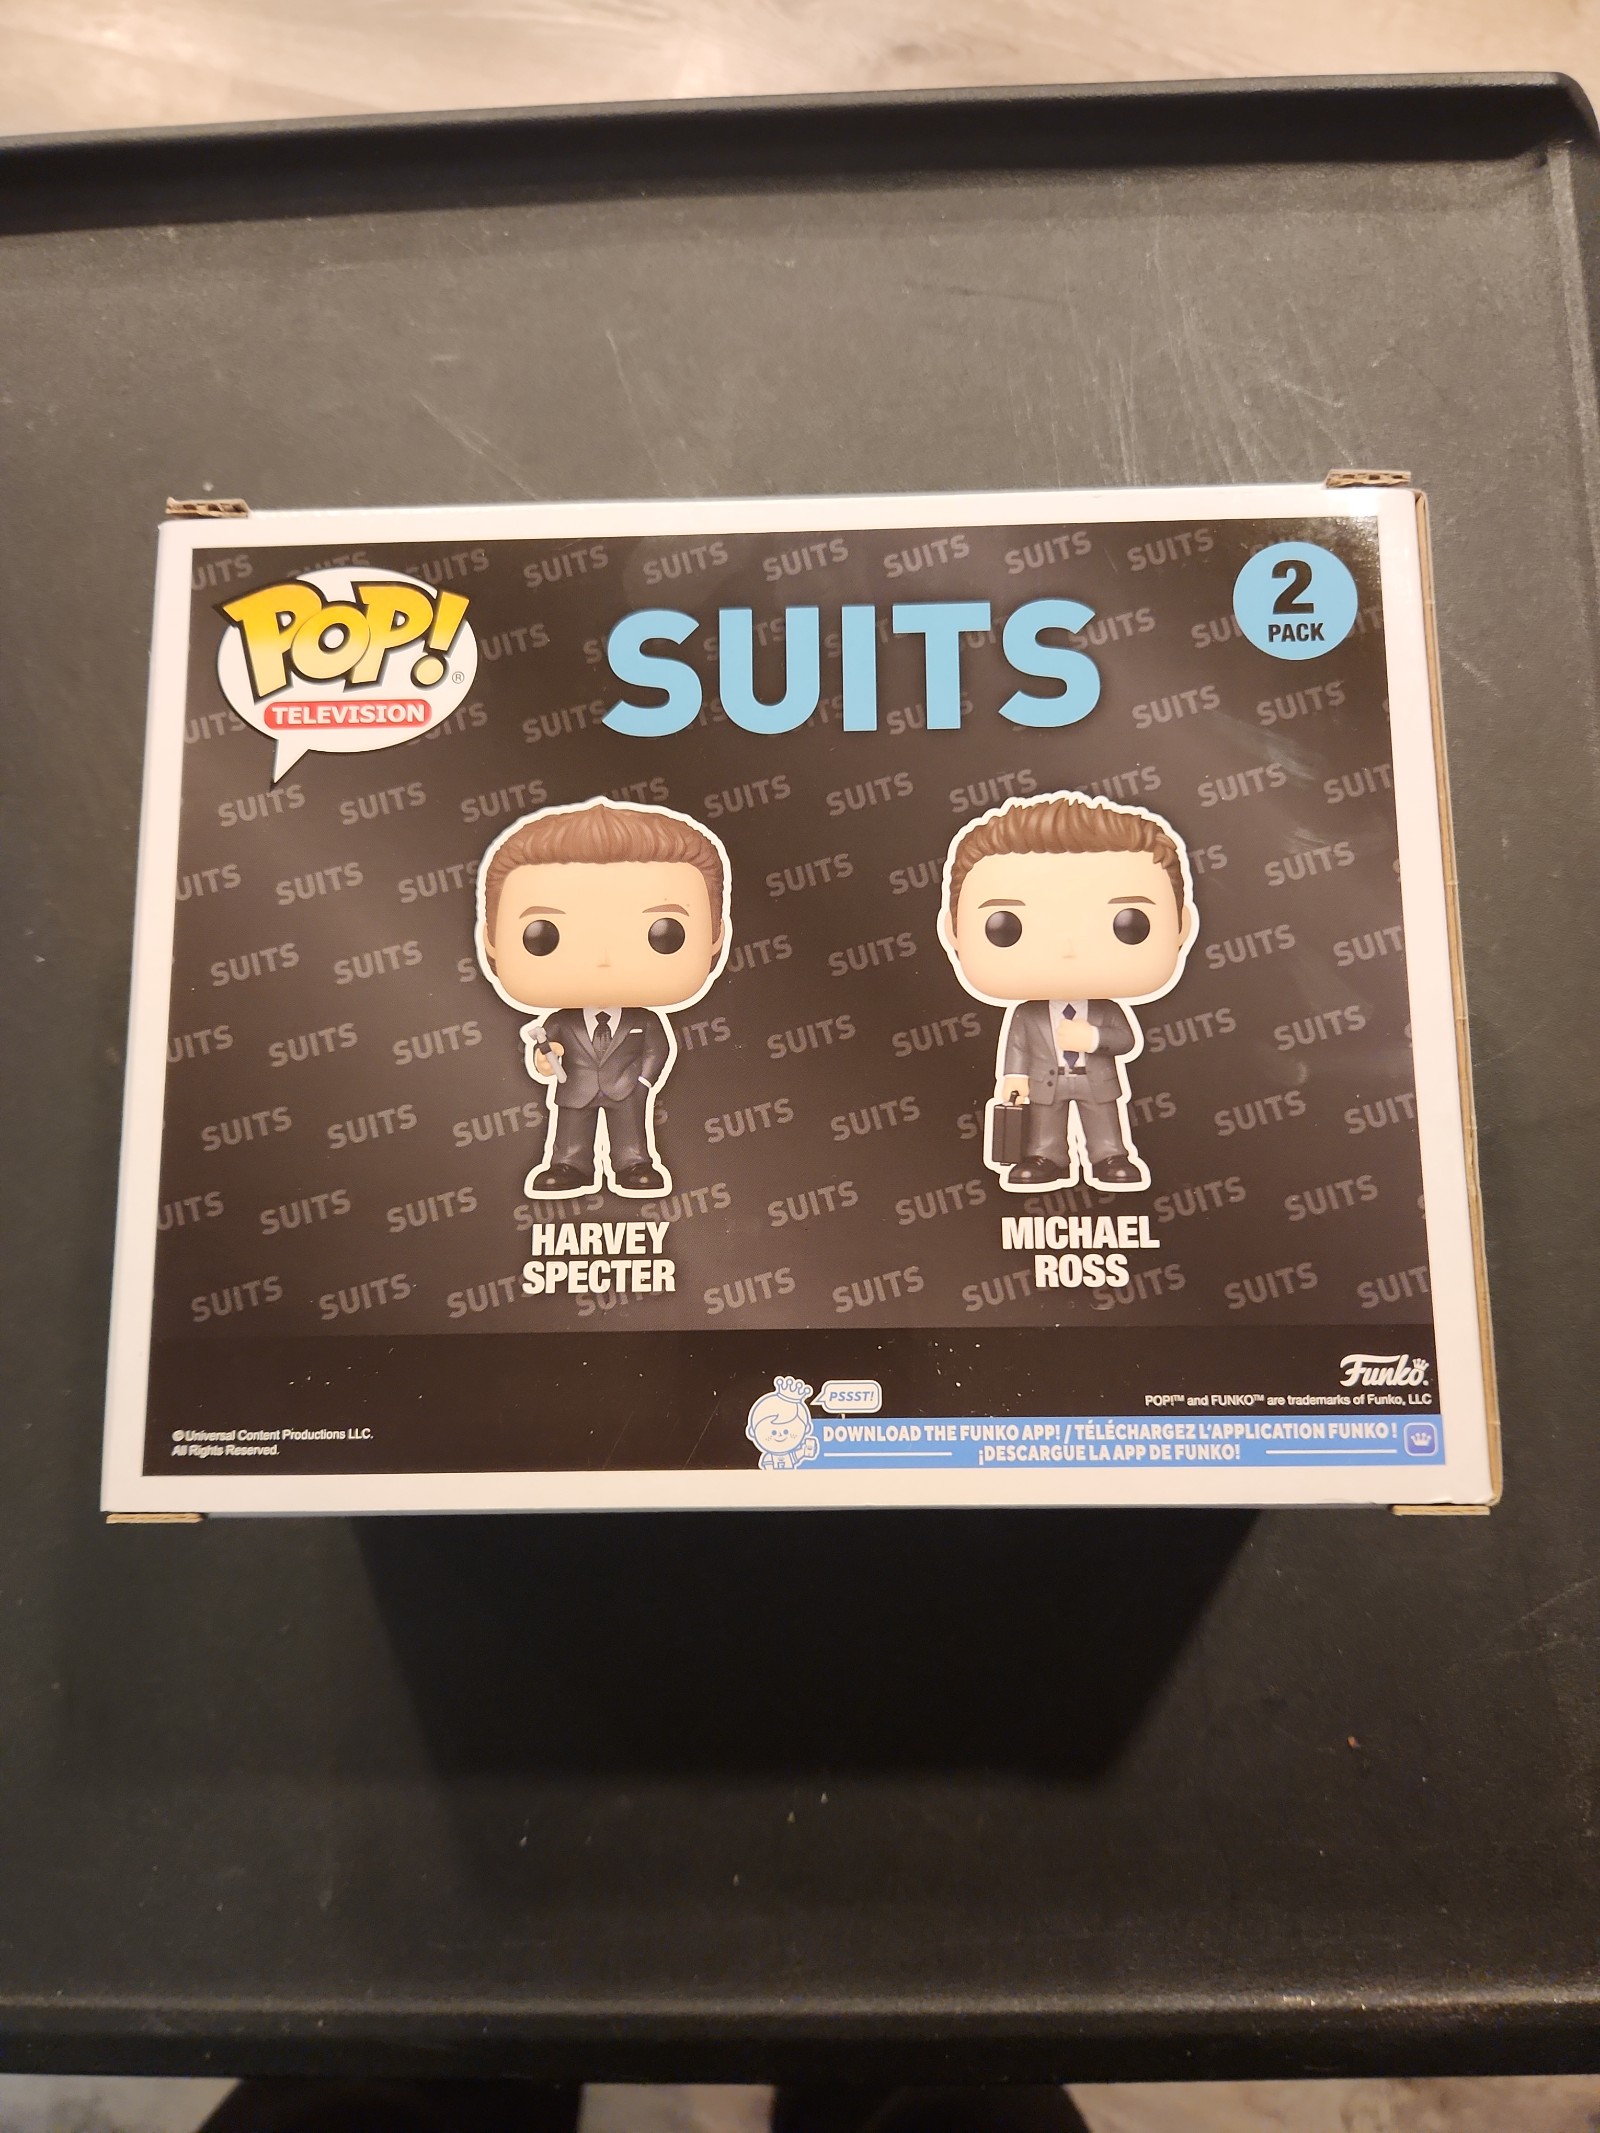 POP!®
TELEVISION
SUITS
2
PACK
HARVEY
SPECTER
MICHAEL
ROSS
Funko.
POP!™ and FUNKO™ are trademarks of Funko, LLC
© Universal Content Productions LLC.
All Rights Reserved.
PSSST!
DOWNLOAD THE FUNKO APP! / TÉLÉCHARGEZ L'APPLICATION FUNKO !
¡DESCARGUE LA APP DE FUNKO!